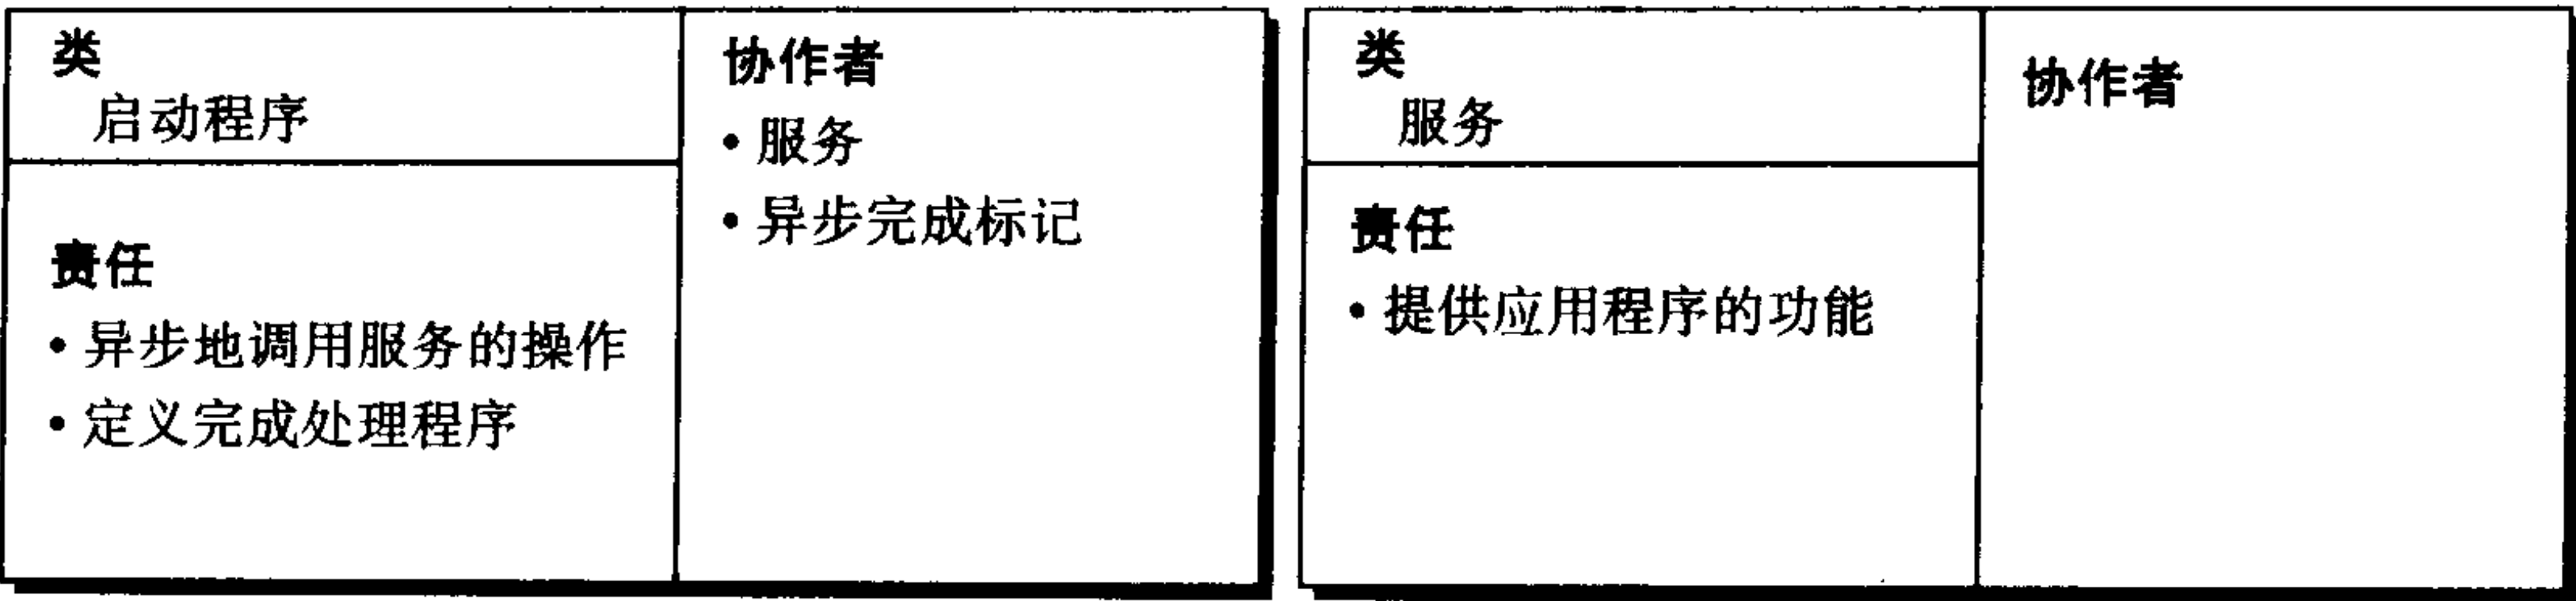 类
启动程序
责任
• 异步地调用服务的操作
• 定义完成处理程序
协作者
• 服务
• 异步完成标记
类
服务
责任
• 提供应用程序的功能
协作者